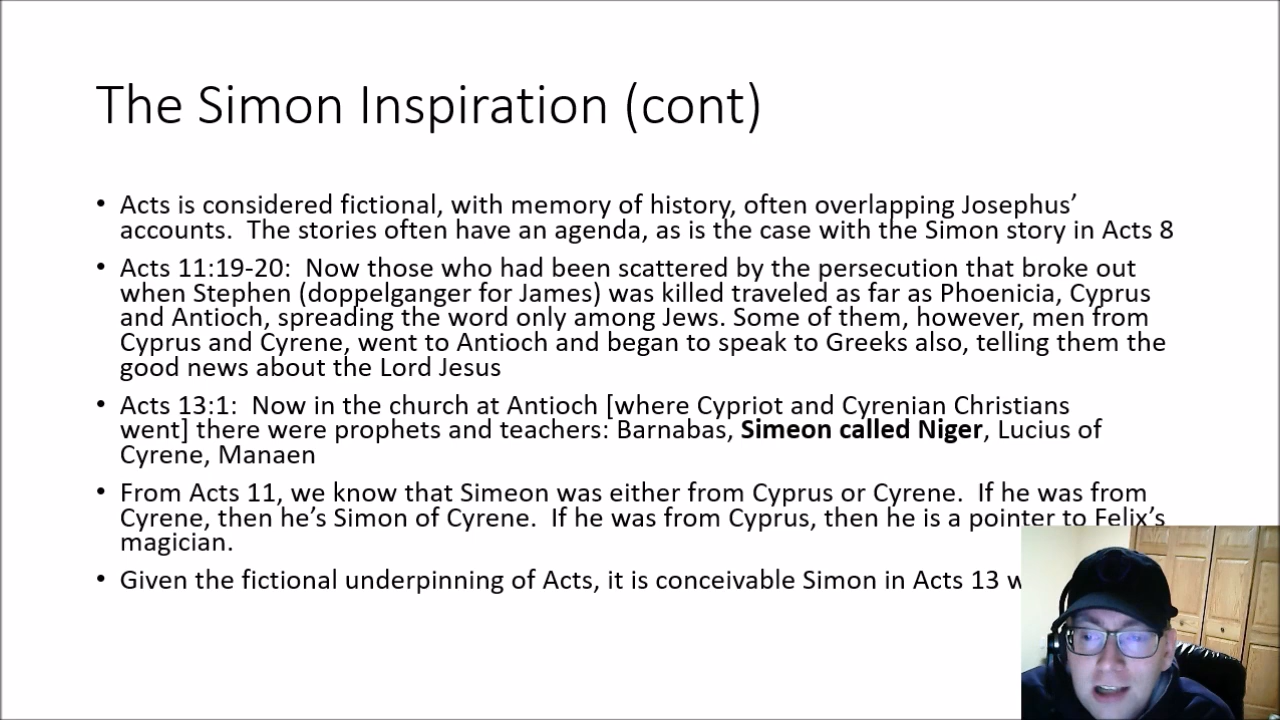 The Simon Inspiration (cont)
• Acts is considered fictional, with memory of history, often overlapping Josephus’
accounts.  The stories often have an agenda, as is the case with the Simon story in Acts 8
• Acts 11:19-20:  Now those who had been scattered by the persecution that broke out
when Stephen (doppelganger for James) was killed traveled as far as Phoenicia, Cyprus
and Antioch, spreading the word only among Jews. Some of them, however, men from
Cyprus and Cyrene, went to Antioch and began to speak to Greeks also, telling them the
good news about the Lord Jesus
• Acts 13:1:  Now in the church at Antioch [where Cypriot and Cyrenian Christians
went] there were prophets and teachers: Barnabas, Simeon called Niger, Lucius of
Cyrene, Manaen
• From Acts 11, we know that Simeon was either from Cyprus or Cyrene.  If he was from
Cyrene, then he’s Simon of Cyrene.  If he was from Cyprus, then he is a pointer to Felix’s
magician.
• Given the fictional underpinning of Acts, it is conceivable Simon in Acts 13